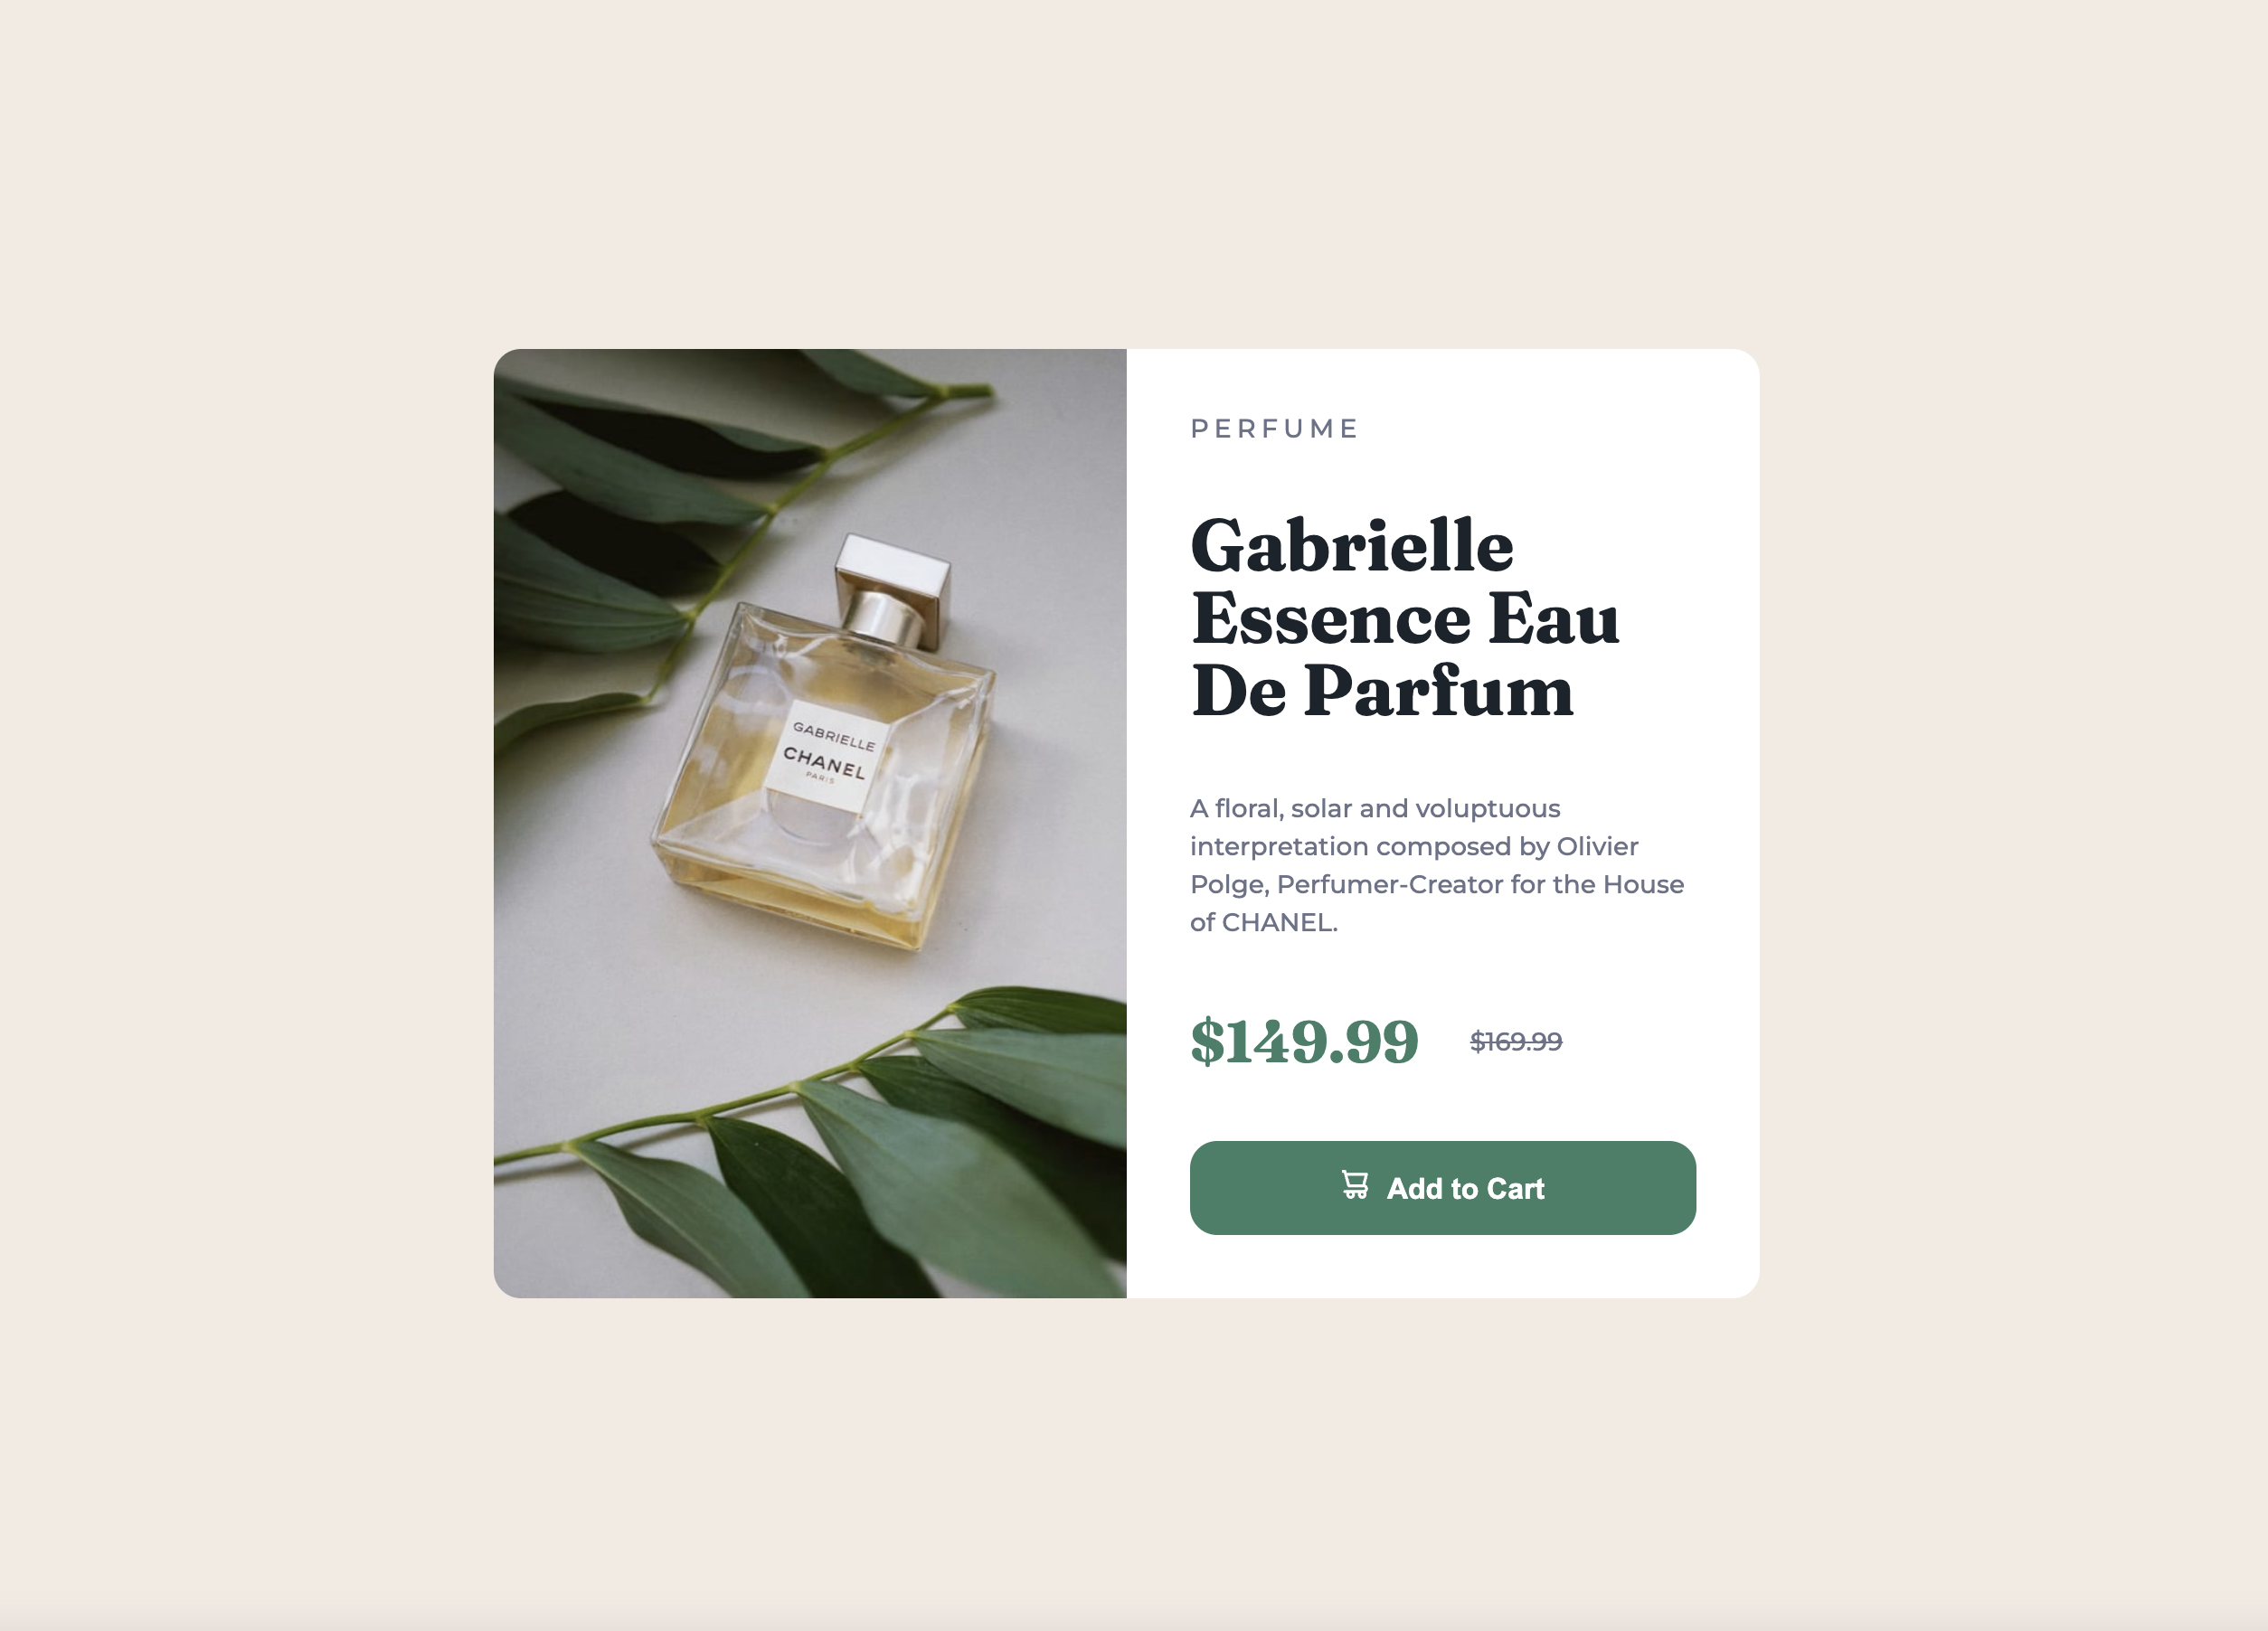 GABRIELLE
CHANEL
PARIS
PERFUME
Gabrielle
Essence Eau
De Parfum
A floral, solar and voluptuous
interpretation composed by Olivier
Polge, Perfumer-Creator for the House
of CHANEL.
$149.99 $169.99
Add to Cart